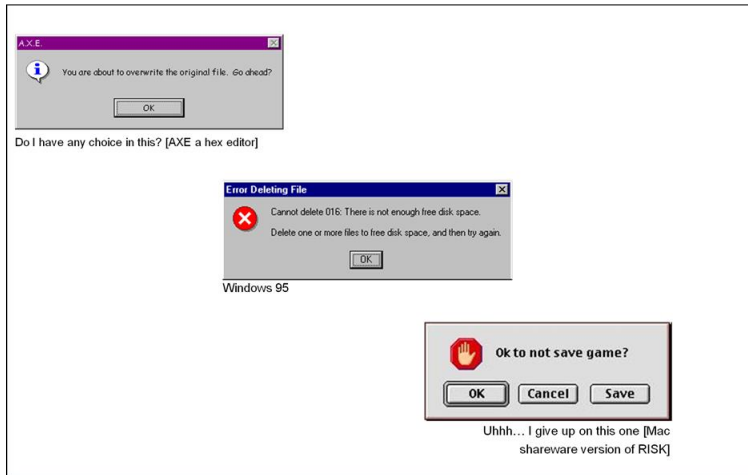 A.X.E.
You are about to overwrite the original file. Go ahead?
OK
Do I have any choice in this? [AXE a hex editor]
Error Deleting File
Cannot delete 016: There is not enough free disk space.
Delete one or more files to free disk space, and then try again.
OK
Windows 95
Ok to not save game?
OK Cancel Save
Uhhh… I give up on this one [Mac
shareware version of RISK]